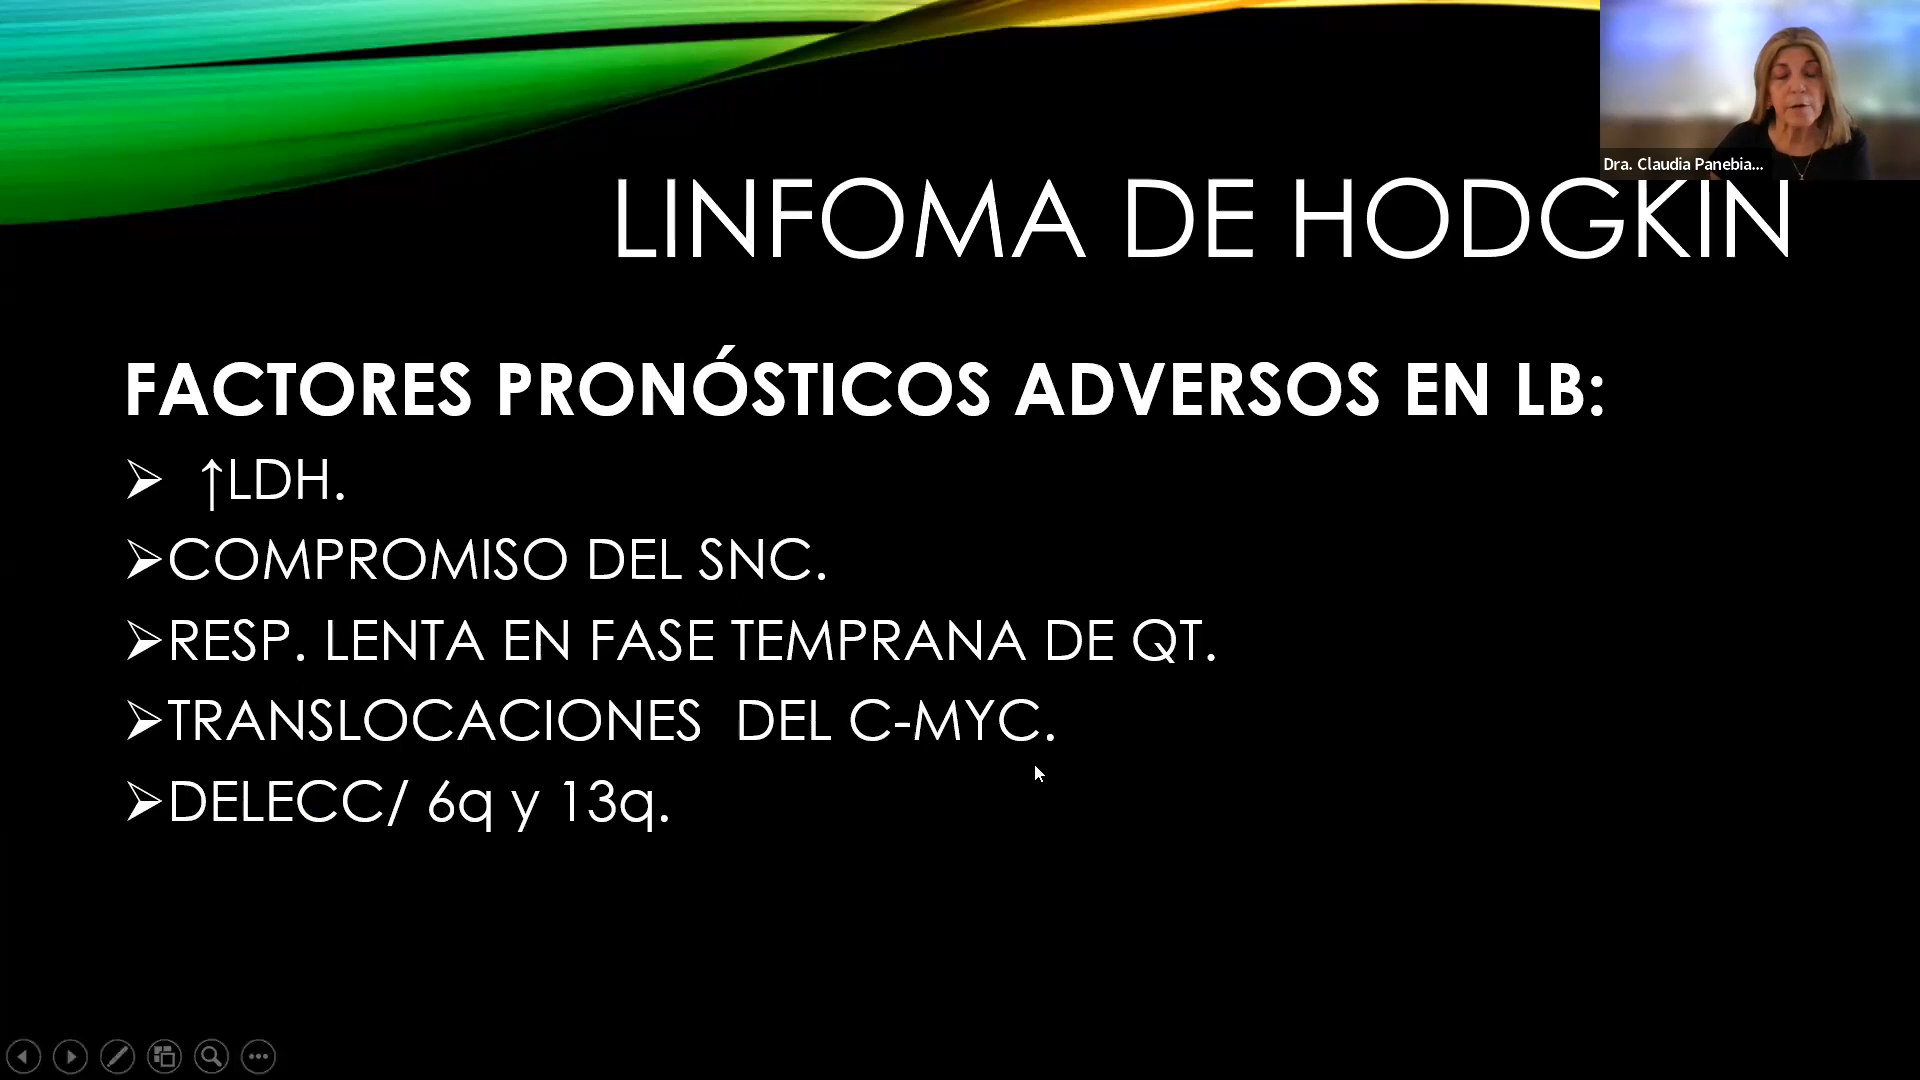 Dra. Claudia Panebia...
LINFOMA DE HODGKIN
FACTORES PRONÓSTICOS ADVERSOS EN LB:
➢ ↑LDH.
➢COMPROMISO DEL SNC.
➢RESP. LENTA EN FASE TEMPRANA DE QT.
➢TRANSLOCACIONES DEL C-MYC.
➢DELECC/ 6q y 13q.